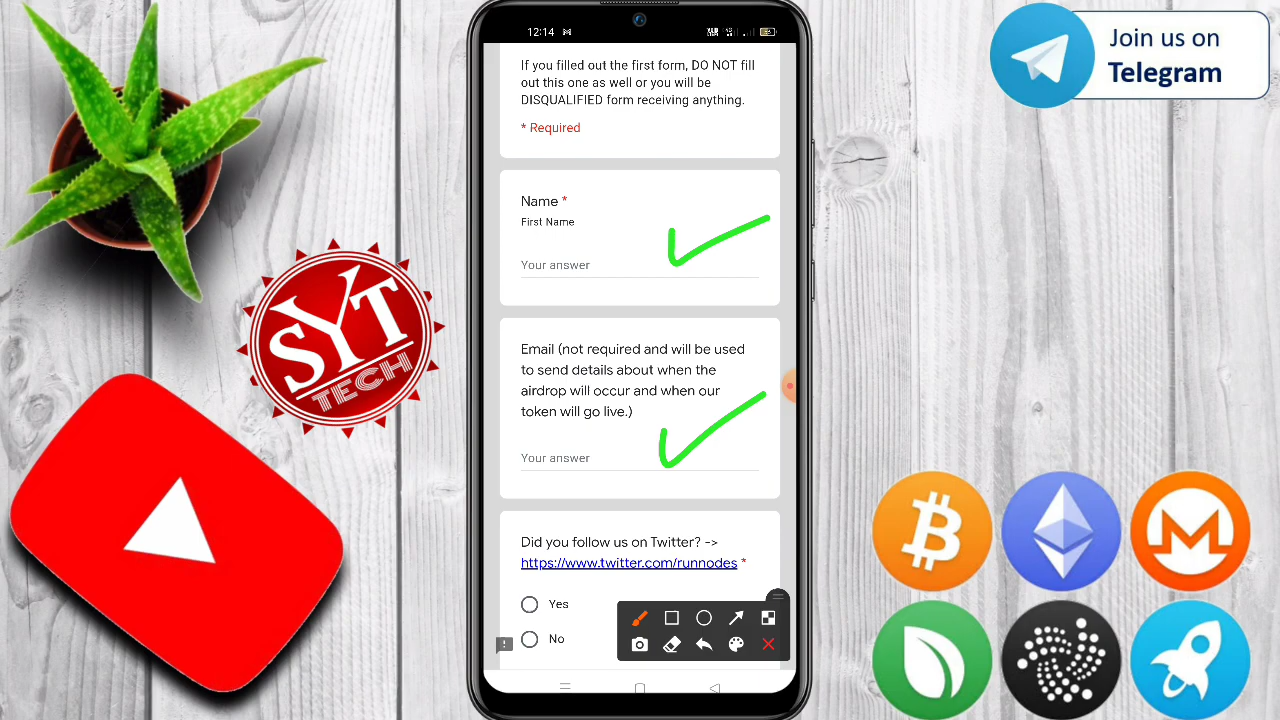 12:14
If you filled out the first form, DO NOT fill
out this one as well or you will be
DISQUALIFIED form receiving anything.
* Required
Name *
First Name
Your answer
Email (not required and will be used
to send details about when the
airdrop will occur and when our
token will go live.)
Your answer
Did you follow us on Twitter? ->
https://www.twitter.com/runnodes *
Yes
No
SYT
TECH
Join us on
Telegram